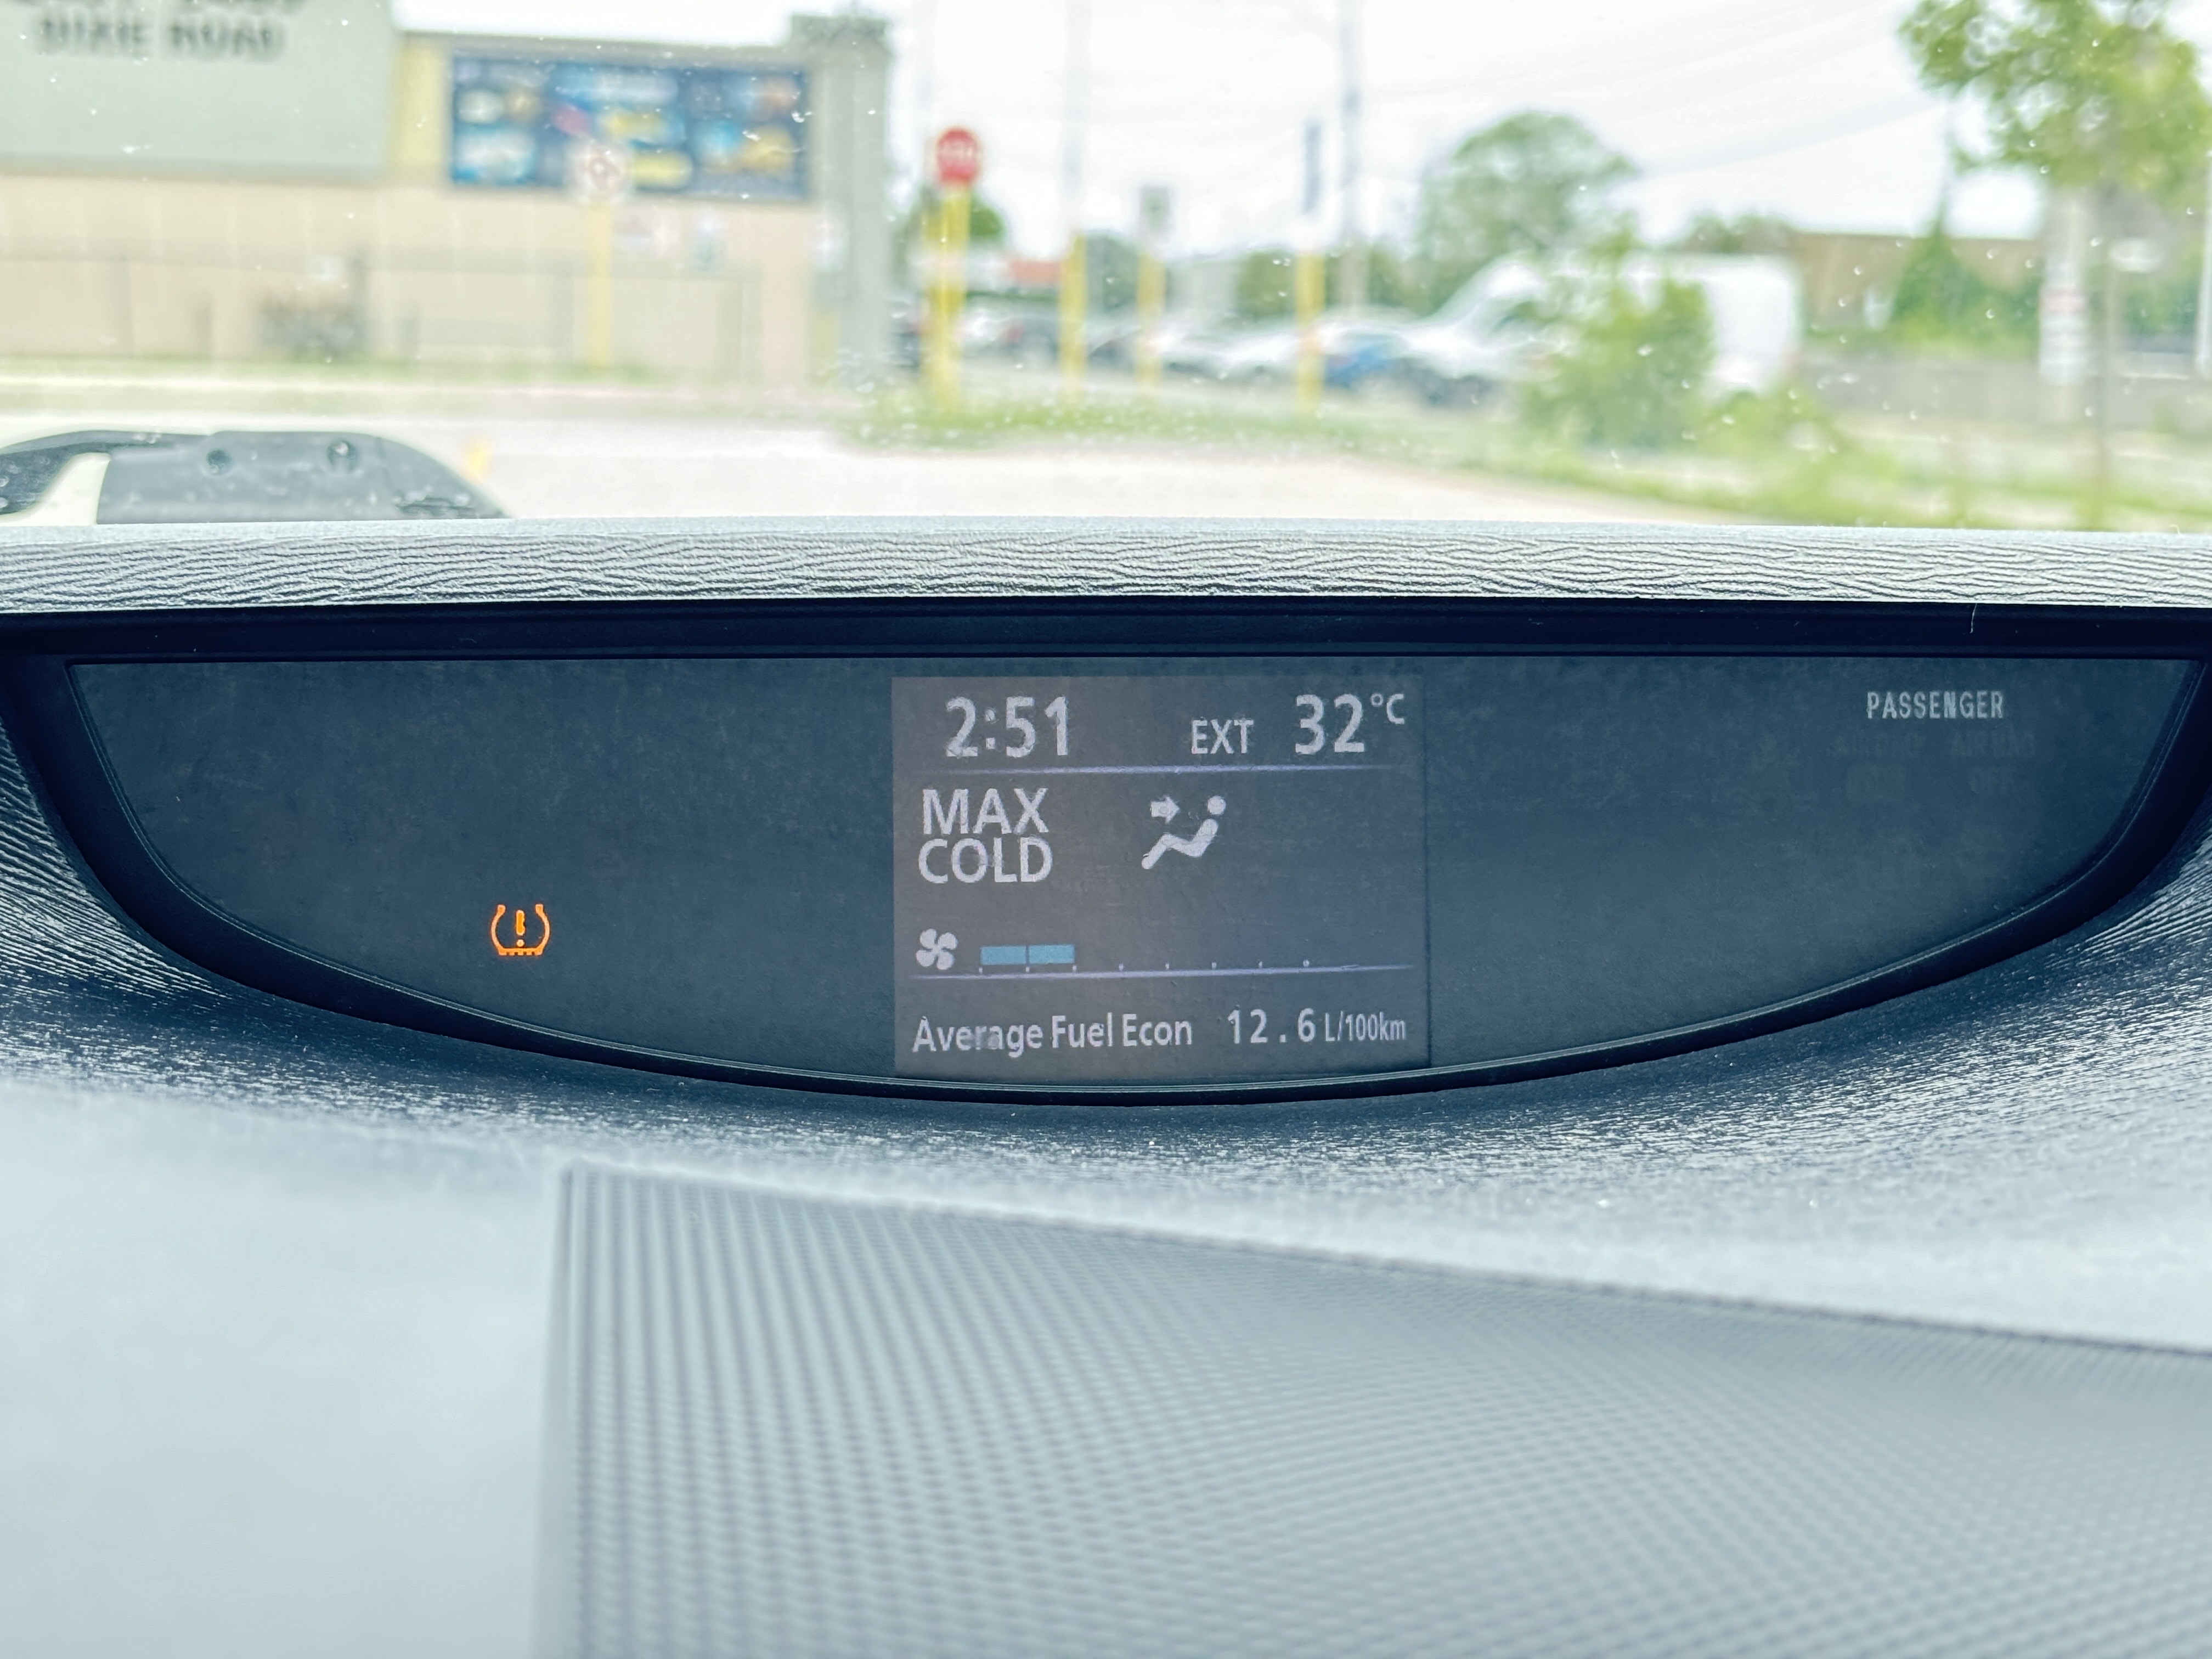 DIXIE ROAD
2:51 EXT 32°C
PASSENGER
MAX
COLD
Average Fuel Econ 12.6 L/100km